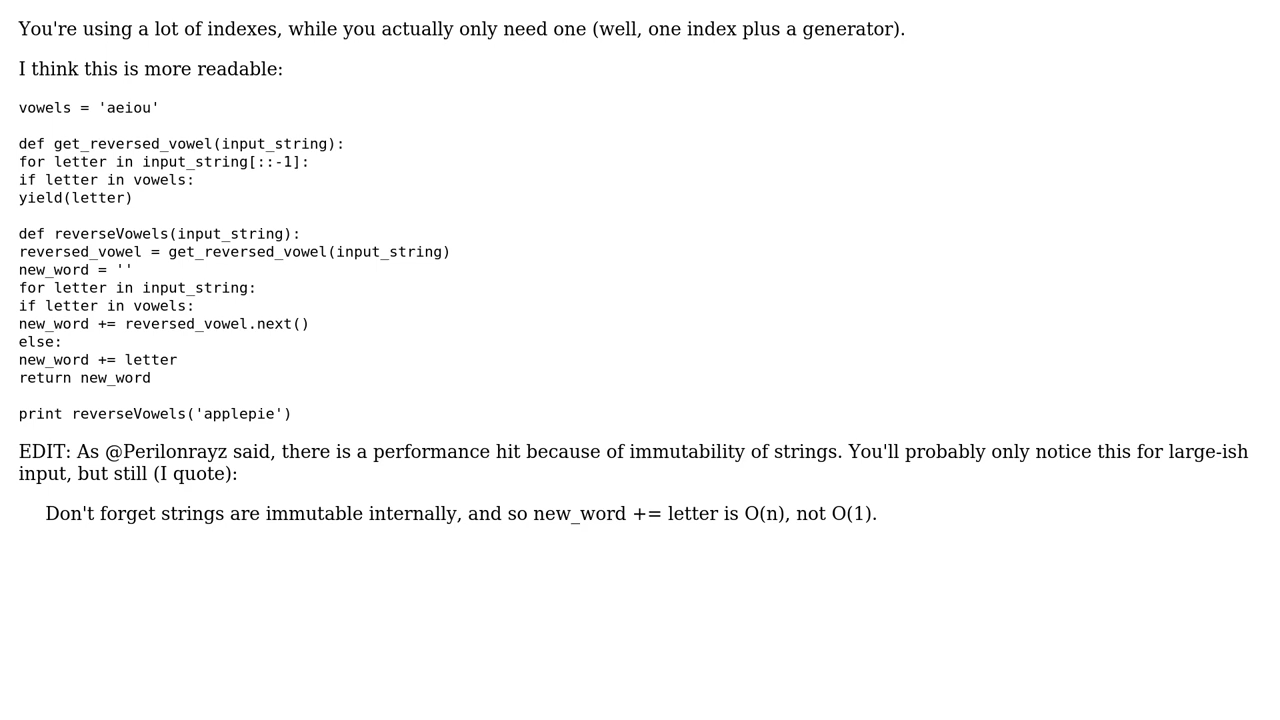 You're using a lot of indexes, while you actually only need one (well, one index plus a generator).
I think this is more readable:
vowels = 'aeiou'
def get_reversed_vowel(input_string):
for letter in input_string[::-1]:
if letter in vowels:
yield(letter)
def reverseVowels(input_string):
reversed_vowel = get_reversed_vowel(input_string)
new_word = ''
for letter in input_string:
if letter in vowels:
new_word += reversed_vowel.next()
else:
new_word += letter
return new_word
print reverseVowels('applepie')
EDIT: As @Perilonrayz said, there is a performance hit because of immutability of strings. You'll probably only notice this for large-ish
input, but still (I quote):
Don't forget strings are immutable internally, and so new_word += letter is O(n), not O(1).